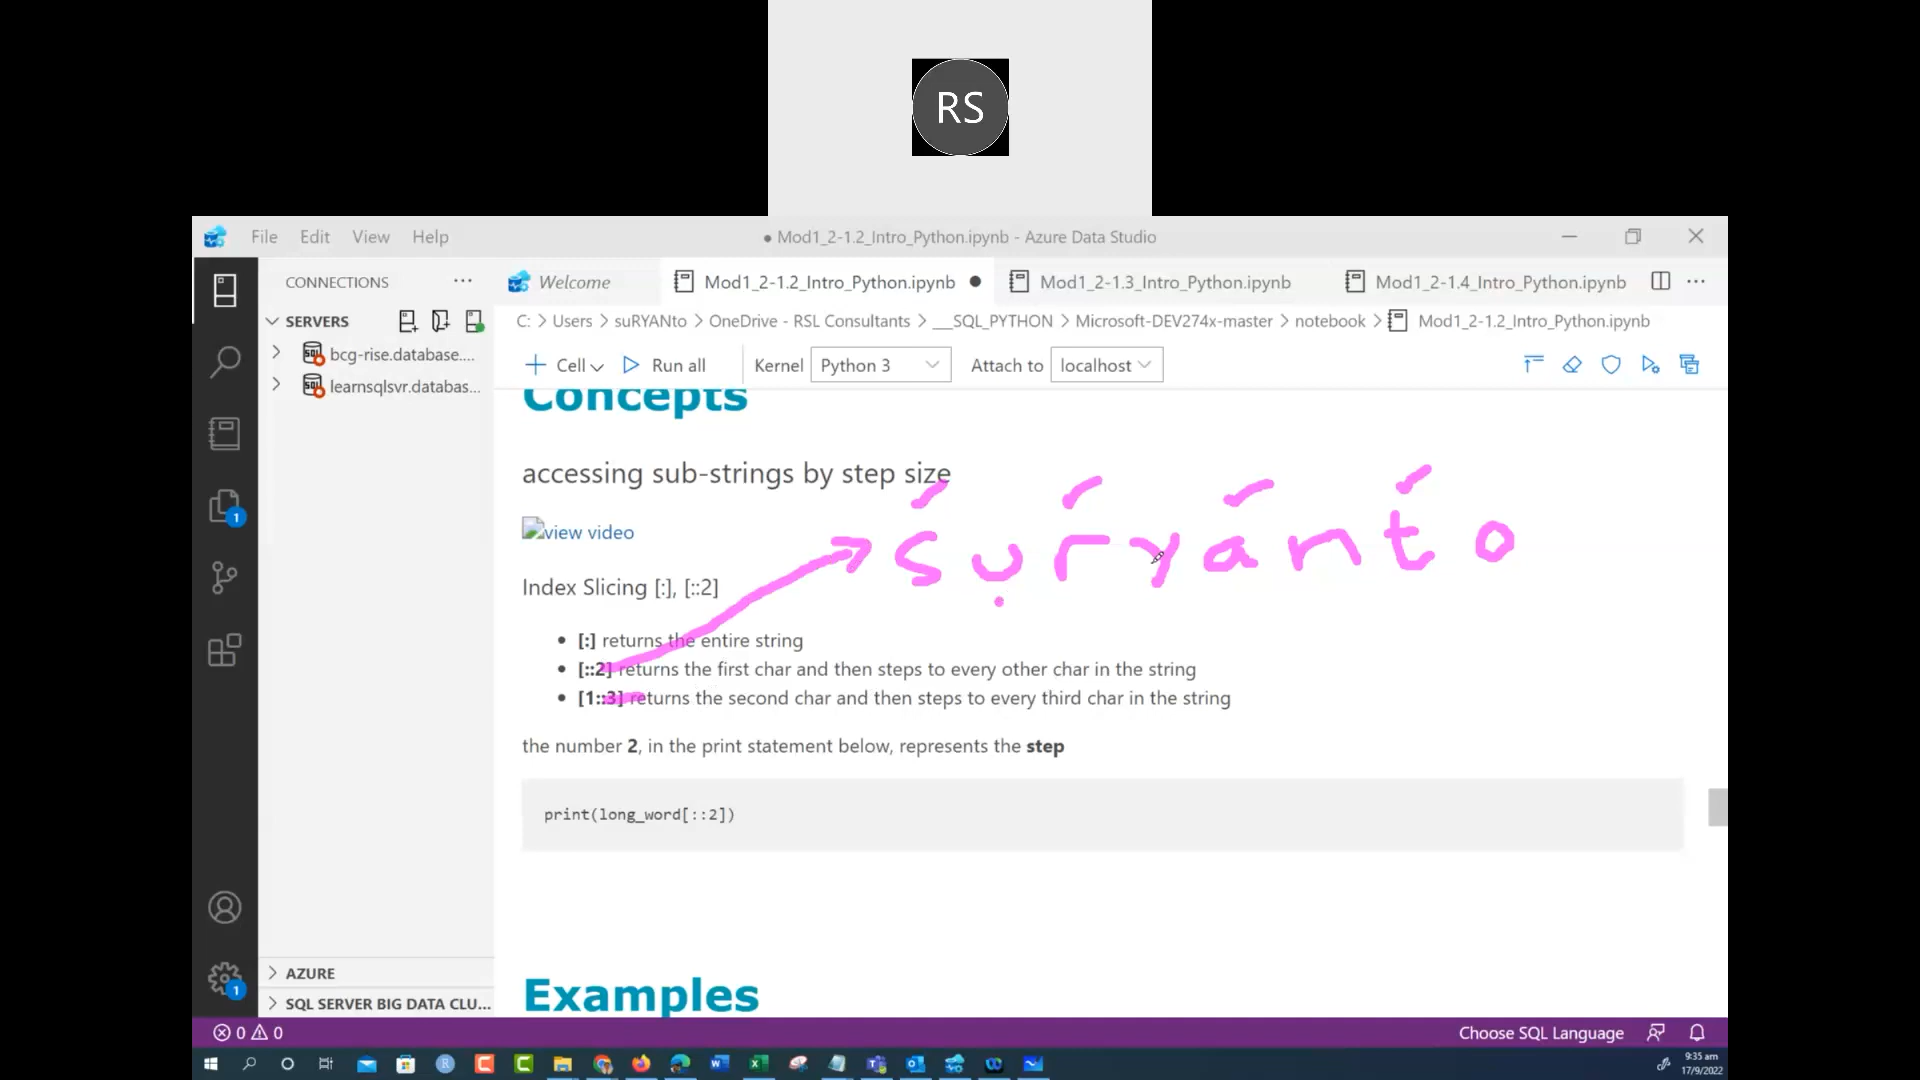 RS
File Edit View Help
● Mod1_2-1.2_Intro_Python.ipynb - Azure Data Studio
CONNECTIONS
Welcome
Mod1_2-1.2_Intro_Python.ipynb
Mod1_2-1.3_Intro_Python.ipynb
Mod1_2-1.4_Intro_Python.ipynb
SERVERS
C: > Users > suRYANto > OneDrive - RSL Consultants > ___SQL_PYTHON > Microsoft-DEV274x-master > notebook > Mod1_2-1.2_Intro_Python.ipynb
bcg-rise.database....
learnsqlsvr.databas...
Cell Run all Kernel Python 3 Attach to localhost
Concepts
accessing sub-strings by step size
suryanto
view video
Index Slicing [:], [::2]
• [:] returns the entire string
• [::2] returns the first char and then steps to every other char in the string
• [1::3] returns the second char and then steps to every third char in the string
the number 2, in the print statement below, represents the step
print(long_word[::2])
Examples
1
1
AZURE
SQL SERVER BIG DATA CLU...
0 0
Choose SQL Language
9:35 am
17/9/2022